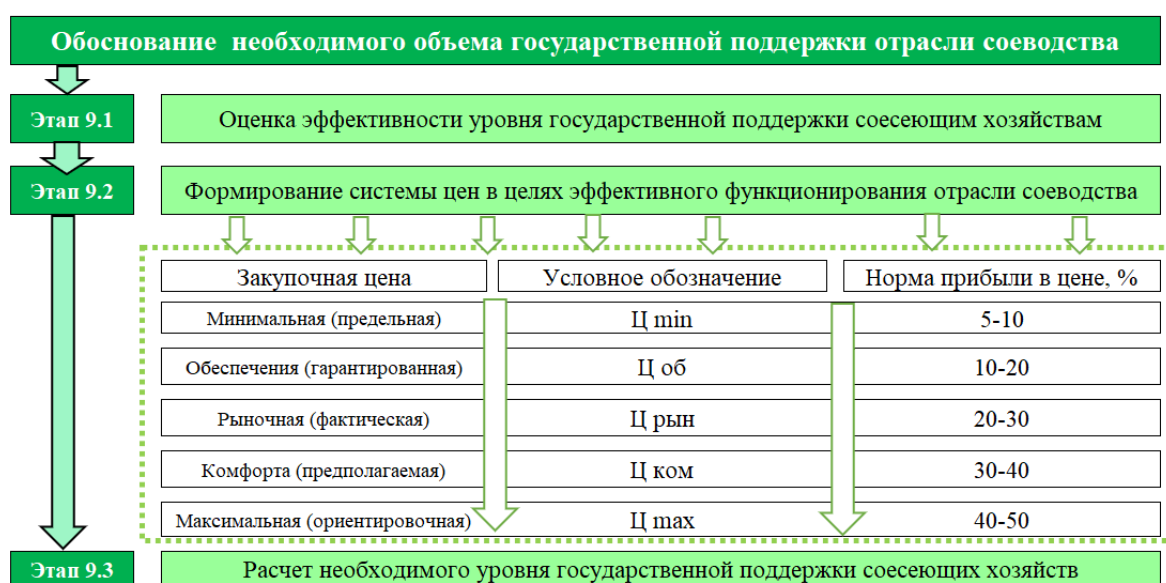 Обоснование необходимого объема государственной поддержки отрасли соеводства
Этап 9.1
Оценка эффективности уровня государственной поддержки соесеющим хозяйствам
Этап 9.2
Формирование системы цен в целях эффективного функционирования отрасли соеводства
Закупочная цена Условное обозначение Норма прибыли в цене, %
Минимальная (предельная) Ц min 5-10
Обеспечения (гарантированная) Ц об 10-20
Рыночная (фактическая) Ц рын 20-30
Комфорта (предполагаемая) Ц ком 30-40
Максимальная (ориентировочная) Ц max 40-50
Этап 9.3
Расчет необходимого уровня государственной поддержки соесеющих хозяйств